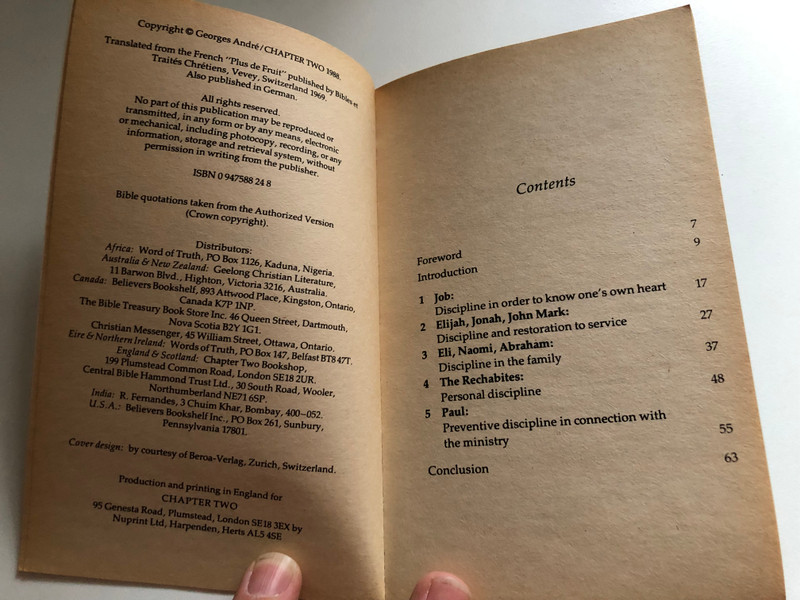 Copyright © Georges André/CHAPTER TWO 1988.
Translated from the French "Plus de Fruit" published by Bibles et
Traités Chrétiens, Vevey, Switzerland 1969.
Also published in German.
All rights reserved.
No part of this publication may be reproduced or
transmitted, in any form or by any means, electronic
or mechanical, including photocopy, recording, or any
information, storage and retrieval system, without
permission in writing from the publisher.
ISBN 0 947588 24 8
Bible quotations taken from the Authorized Version
(Crown copyright).
Distributors:
Africa: Word of Truth, PO Box 1126, Kaduna, Nigeria.
Australia & New Zealand: Geelong Christian Literature,
11 Barwon Blvd., Highton, Victoria 3216, Australia.
Canada: Believers Bookshelf, 893 Attwood Place, Kingston, Ontario,
Canada K7P 1NP.
The Bible Treasury Book Store Inc. 46 Queen Street, Dartmouth,
Nova Scotia B2Y 1G1.
Christian Messenger, 45 William Street, Ottawa, Ontario.
Eire & Northern Ireland: Words of Truth, PO Box 147, Belfast BT8 47T.
England & Scotland: Chapter Two Bookshop,
199 Plumstead Common Road, London SE18 2UR.
Central Bible Hammond Trust Ltd., 30 South Road, Wooler,
Northumberland NE71 6SP.
India: R. Fernandes, 3 Chuim Khar, Bombay, 400–052.
U.S.A.: Believers Bookshelf Inc., PO Box 261, Sunbury,
Pennsylvania 17801.
Cover design: by courtesy of Beroa-Verlag, Zurich, Switzerland.
Production and printing in England for
CHAPTER TWO
95 Genesta Road, Plumstead, London SE18 3EX by
Nuprint Ltd, Harpenden, Herts AL5 4SE
Contents
Foreword 7
Introduction 9
1 Job:
Discipline in order to know one's own heart 17
2 Elijah, Jonah, John Mark:
Discipline and restoration to service 27
3 Eli, Naomi, Abraham:
Discipline in the family 37
4 The Rechabites:
Personal discipline 48
5 Paul:
Preventive discipline in connection with
the ministry 55
Conclusion 63